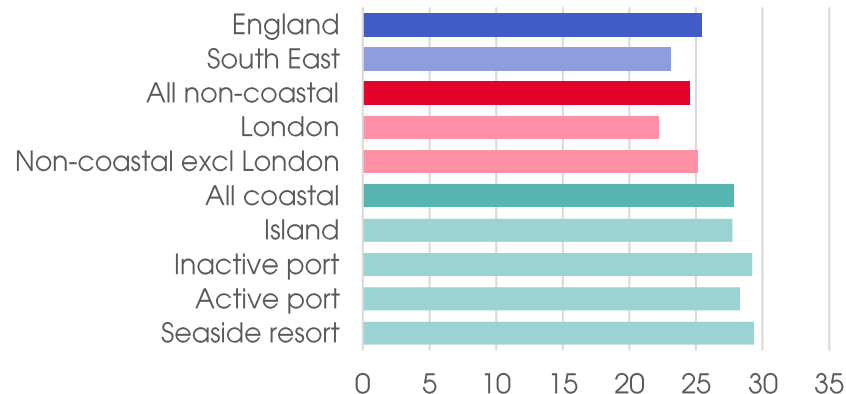 England
South East
All non-coastal
London
Non-coastal excl London
All coastal
Island
Inactive port
Active port
Seaside resort
0 5 10 15 20 25 30 35